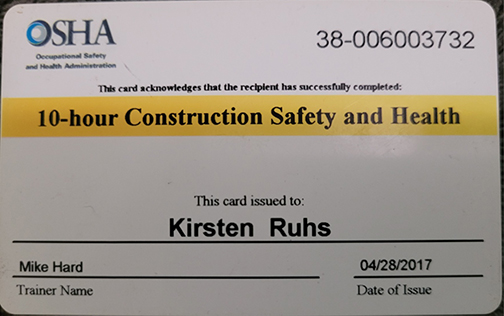 OSHA
Occupational Safety
and Health Administration
38-006003732
This card acknowledges that the recipient has successfully completed:
10-hour Construction Safety and Health
This card issued to:
Kirsten Ruhs
Mike Hard 04/28/2017
Trainer Name Date of Issue